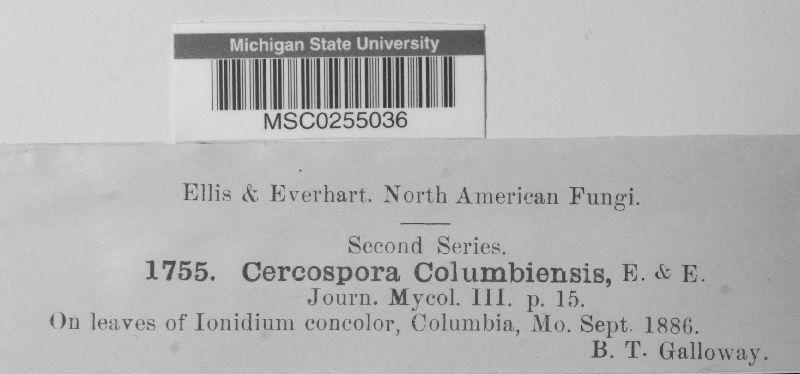 Michigan State University
MSC0255036
Ellis & Everhart. North American Fungi.
Second Series.
1755. Cercospora Columbiensis, E. & E.
Journ. Mycol. III. p. 15.
On leaves of Ionidium concolor, Columbia, Mo. Sept. 1886.
B. T. Galloway.